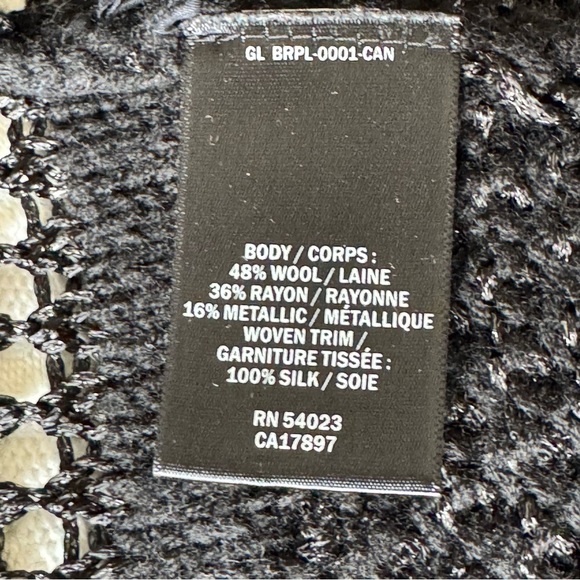 GL BRPL-0001-CAN
BODY / CORPS :
48% WOOL / LAINE
36% RAYON / RAYONNE
16% METALLIC / MÉTALLIQUE
WOVEN TRIM /
GARNITURE TISSÉE :
100% SILK / SOIE
RN 54023
CA17897